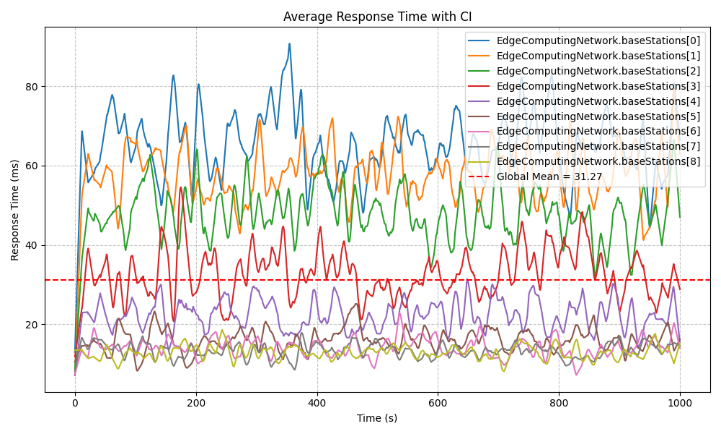 Average Response Time with CI
EdgeComputingNetwork.baseStations[0]
EdgeComputingNetwork.baseStations[1]
EdgeComputingNetwork.baseStations[2]
EdgeComputingNetwork.baseStations[3]
EdgeComputingNetwork.baseStations[4]
EdgeComputingNetwork.baseStations[5]
EdgeComputingNetwork.baseStations[6]
EdgeComputingNetwork.baseStations[7]
EdgeComputingNetwork.baseStations[8]
Global Mean = 31.27
Response Time (ms)
80
60
40
20
0
200
400
600
800
1000
Time (s)